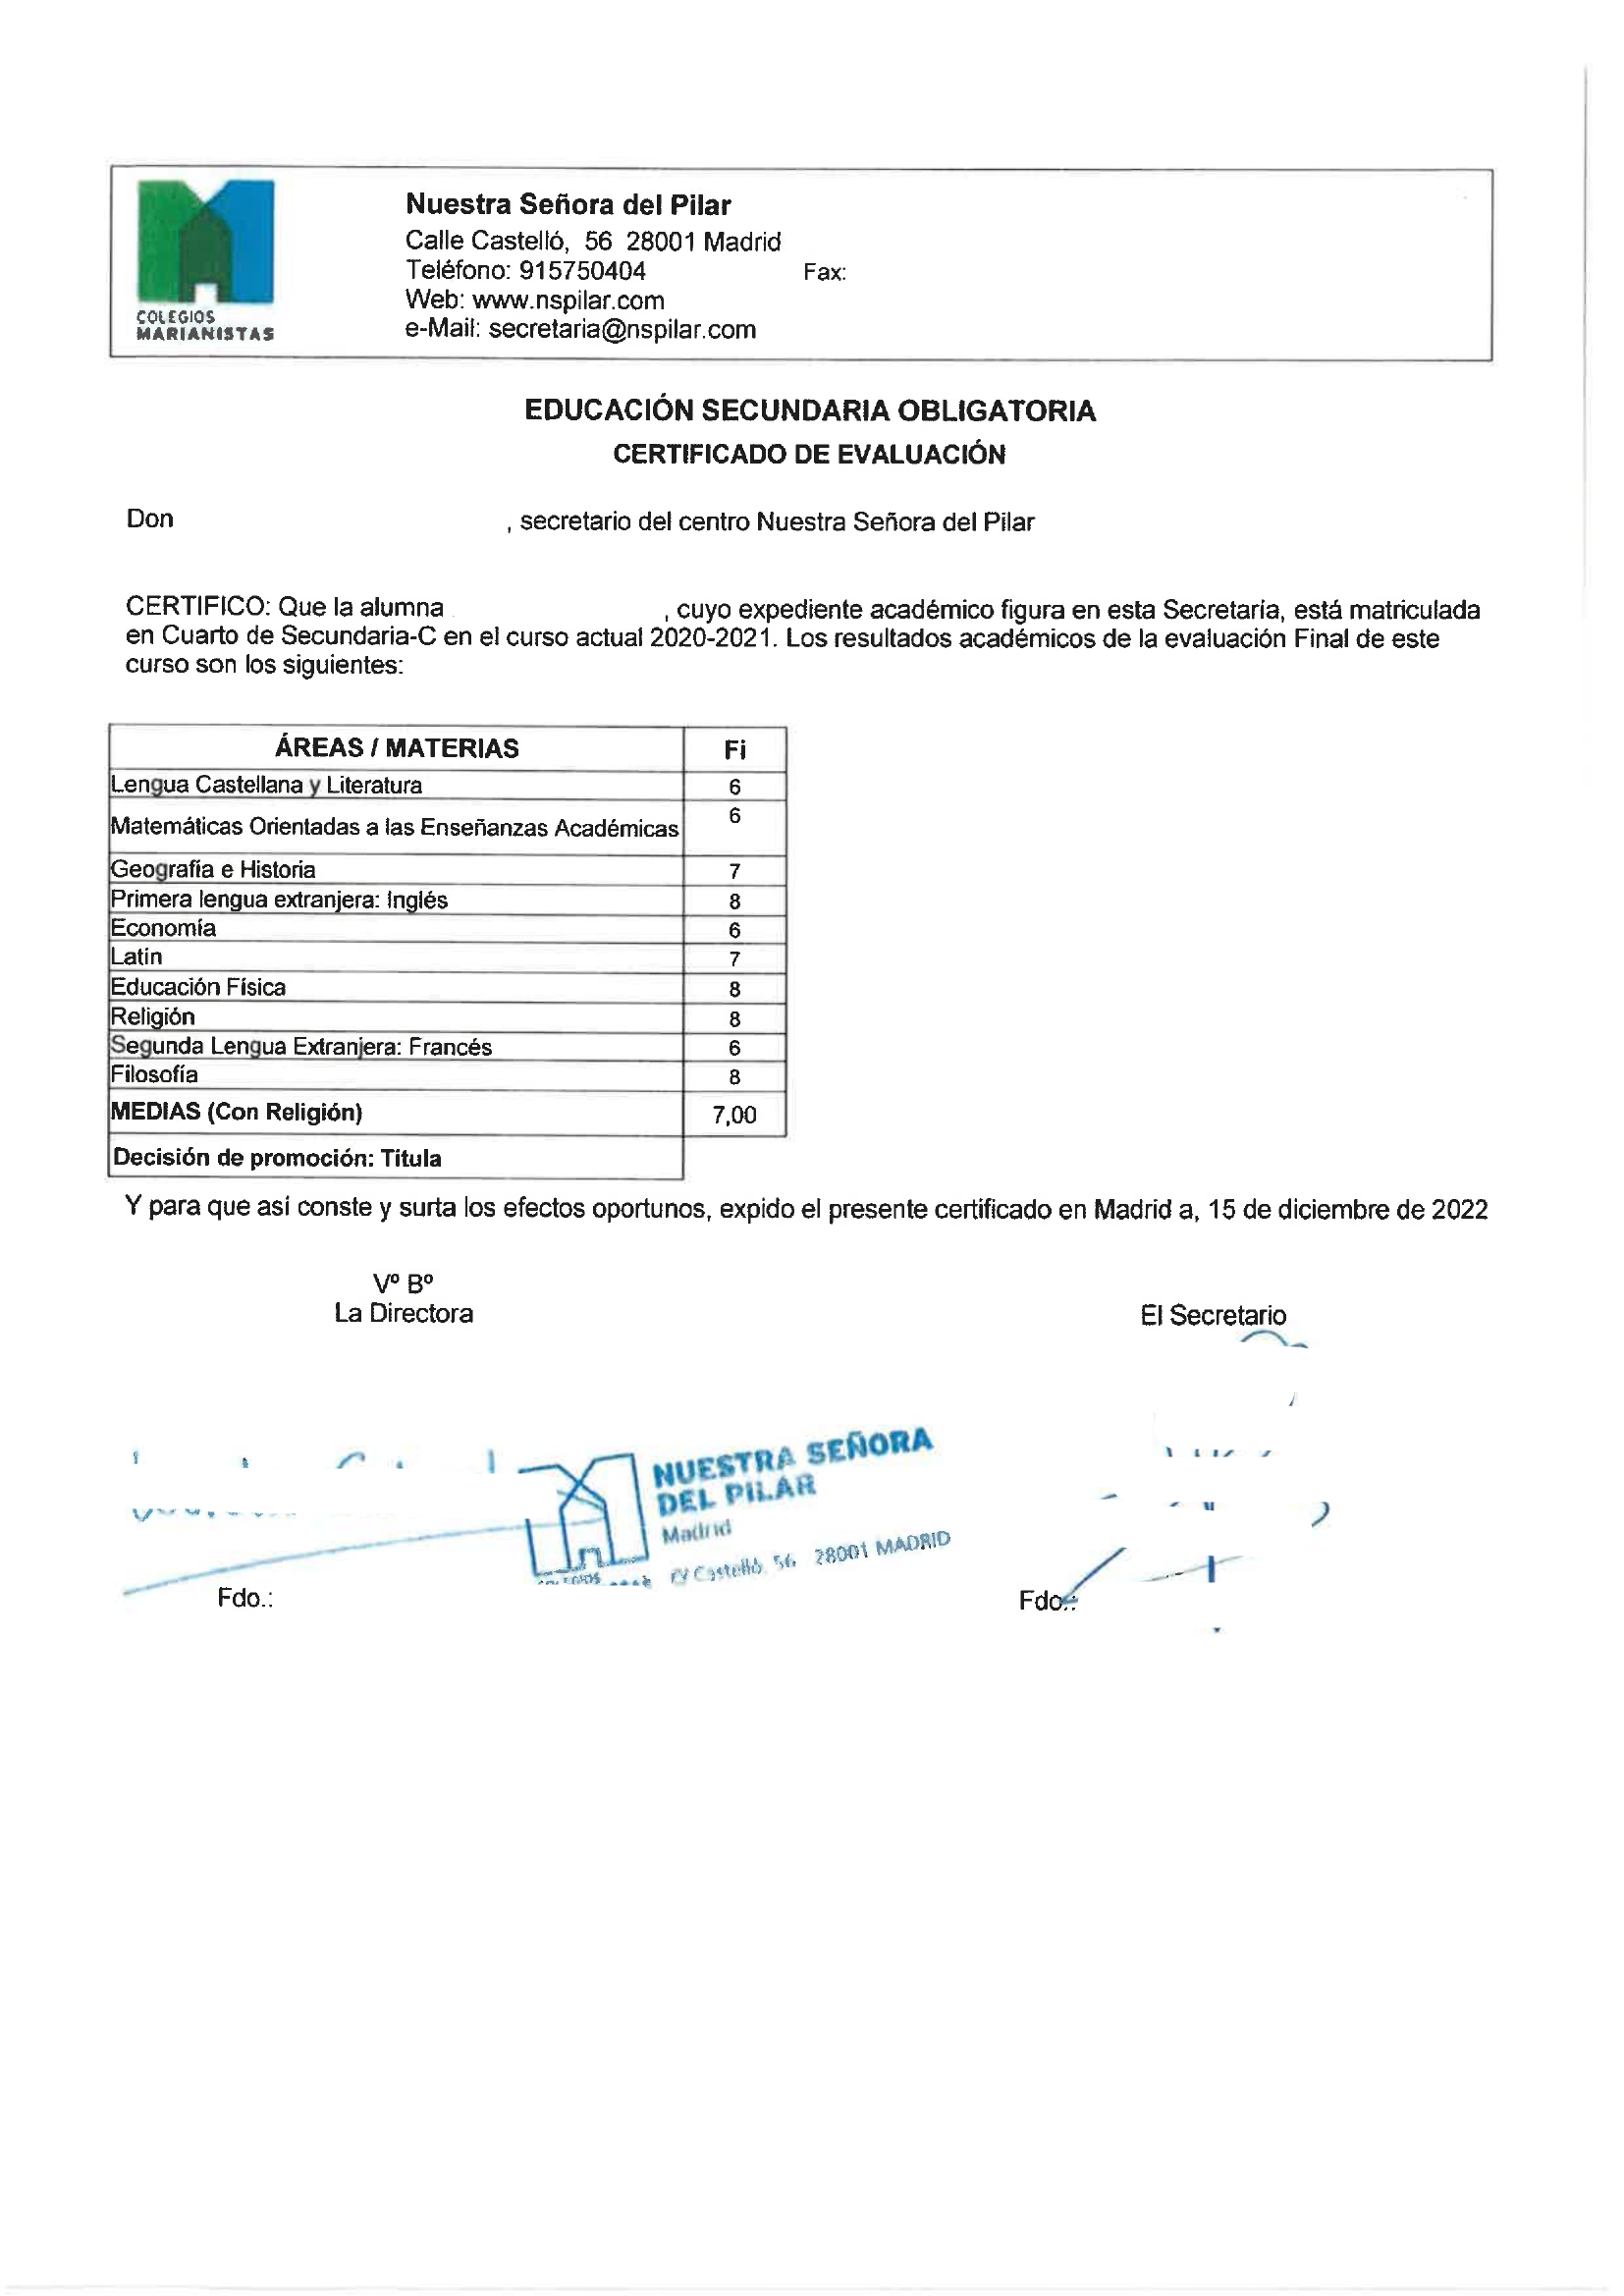 COLEGIOS
MARIANISTAS
Nuestra Señora del Pilar
Calle Castelló, 56 28001 Madrid
Teléfono: 915750404 Fax:
Web: www.nspilar.com
e-Mail: secretaria@nspilar.com
EDUCACIÓN SECUNDARIA OBLIGATORIA
CERTIFICADO DE EVALUACIÓN
Don , secretario del centro Nuestra Señora del Pilar
CERTIFICO: Que la alumna , cuyo expediente académico figura en esta Secretaría, está matriculada
en Cuarto de Secundaria-C en el curso actual 2020-2021. Los resultados académicos de la evaluación Final de este
curso son los siguientes:
ÁREAS / MATERIAS Fi
Lengua Castellana y Literatura 6
Matemáticas Orientadas a las Enseñanzas Académicas 6
Geografía e Historia 7
Primera lengua extranjera: Inglés 8
Economía 6
Latín 7
Educación Física 8
Religión 8
Segunda Lengua Extranjera: Francés 6
Filosofía 8
MEDIAS (Con Religión) 7,00
Decisión de promoción: Titula
Y para que así conste y surta los efectos oportunos, expido el presente certificado en Madrid a, 15 de diciembre de 2022
Vº Bº
La Directora El Secretario
NUESTRA SEÑORA
DEL PILAR
Madrid
C/ Castelló, 56 28001 MADRID
Fdo.: Fdo.: